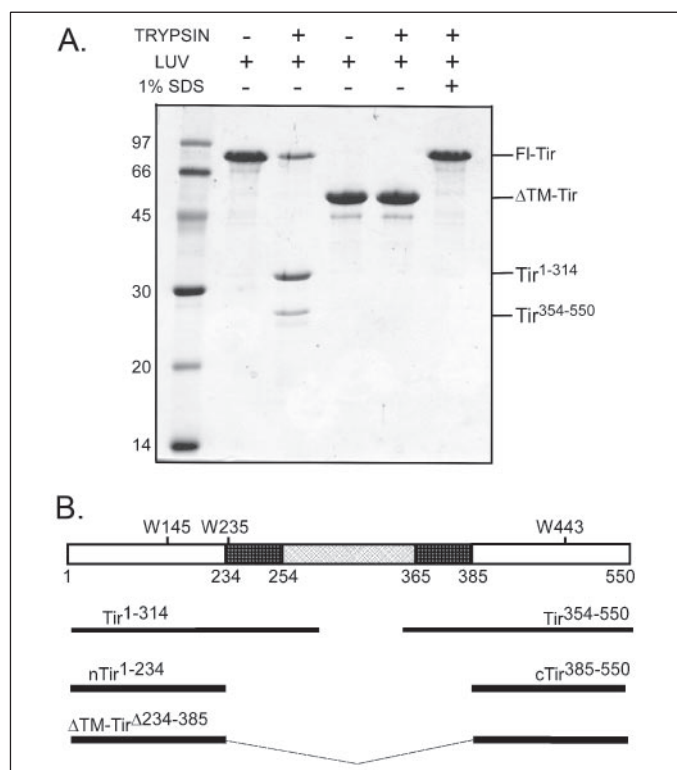 A.
TRYPSIN - + - + +
LUV + + + + +
1% SDS - - - - +
97
66
45
30
20
14
Fl-Tir
ΔTM-Tir
Tir1-314
Tir354-550
B.
W145 W235 W443
1 234 254 365 385 550
Tir1-314 Tir354-550
nTir1-234 cTir385-550
ΔTM-TirΔ234-385